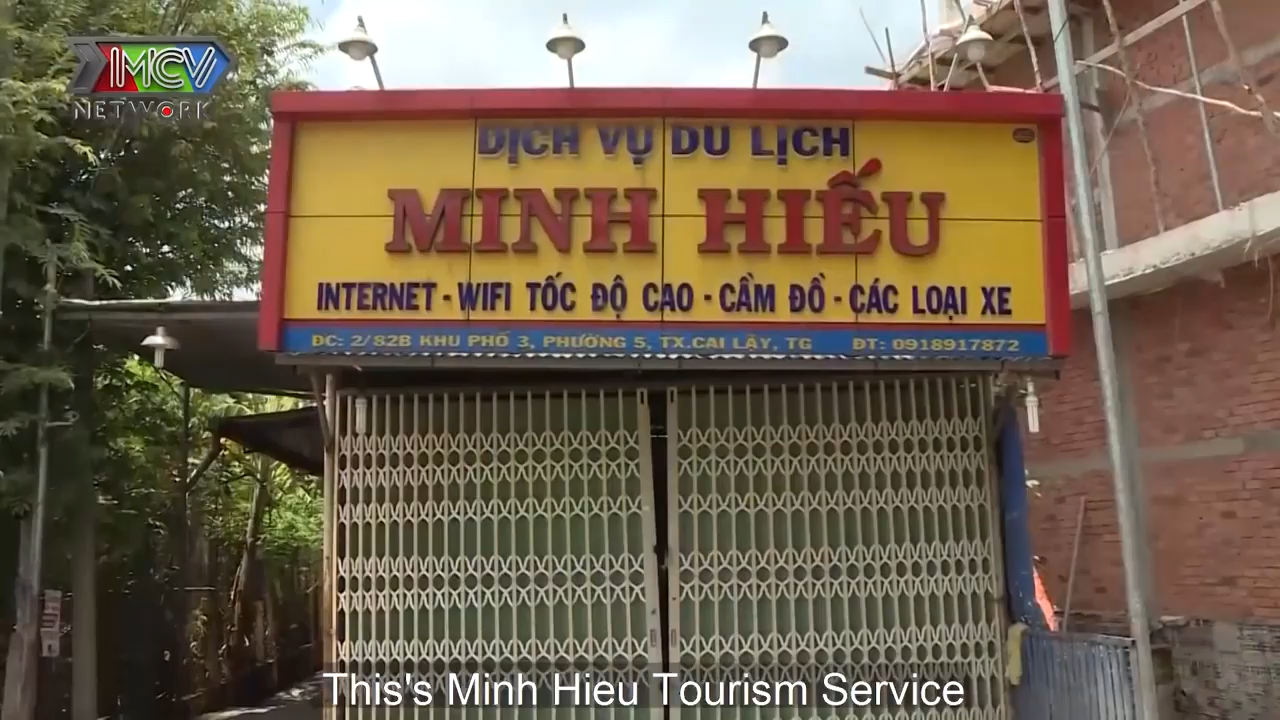 MCV
NETWORK
DỊCH VỤ DU LỊCH
MINH HIẾU
INTERNET - WIFI TỐC ĐỘ CAO - CẦM ĐỒ - CÁC LOẠI XE
ĐC: 2/82B KHU PHỐ 3, PHƯỜNG 5, TX.CAI LẬY, TG ĐT: 0918917872
This's Minh Hieu Tourism Service